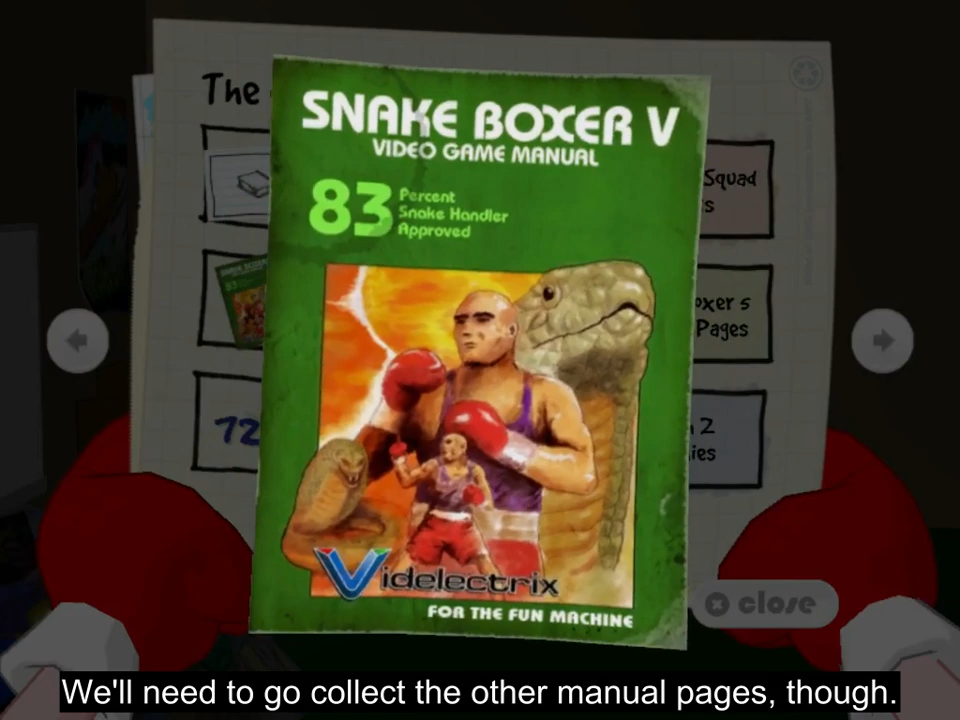 The
SNAKE BOXER V
VIDEO GAME MANUAL
83
Percent
Snake Handler
Approved
Squad
s
oxer 5
Pages
72
2
ies
Videlectrix
FOR THE FUN MACHINE
close
We'll need to go collect the other manual pages, though.